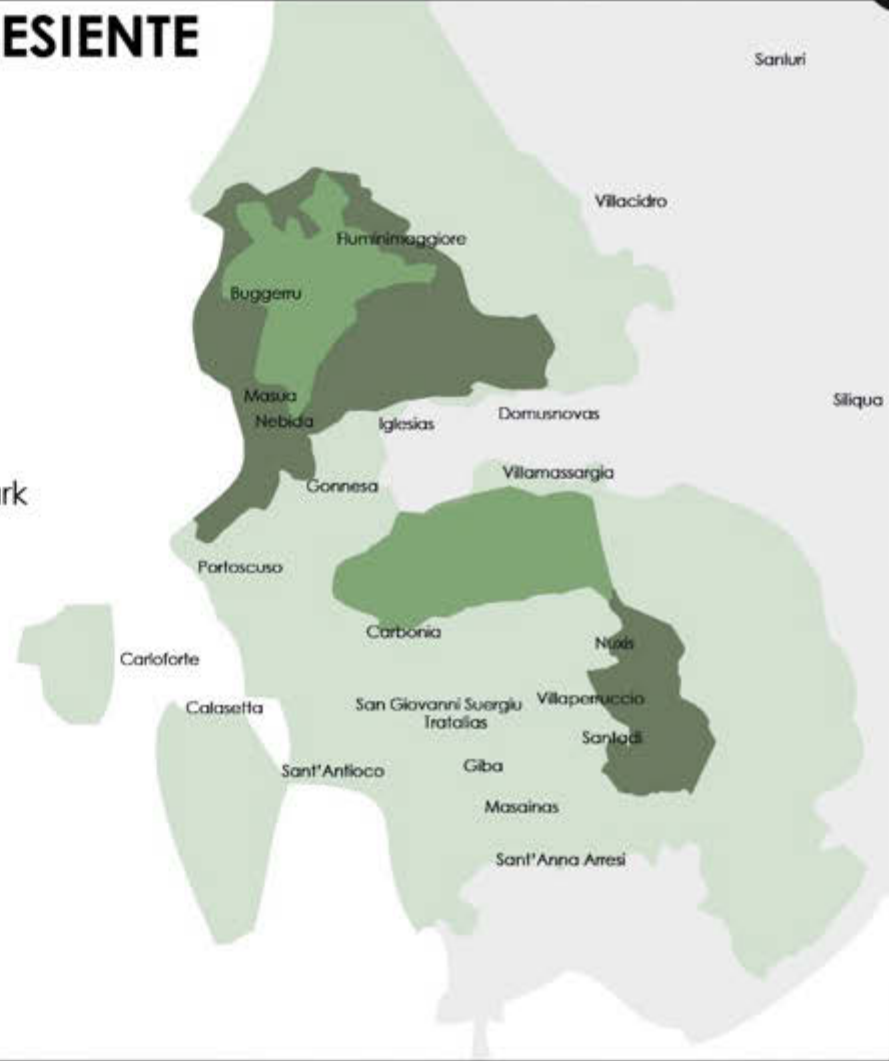 ESIENTE
Sanluri
Villacidro
Fluminimaggiore
Buggerru
Masua
Nebida
Iglesias
Domusnovas
Siliqua
Villamassargia
Gonnesa
rk
Portoscuso
Carbonia
Nuxis
Carloforte
Villaperruccio
Calasetta
San Giovanni Suergiu
Tratalias
Santadi
Sant'Antioco
Giba
Masainas
Sant'Anna Arresi